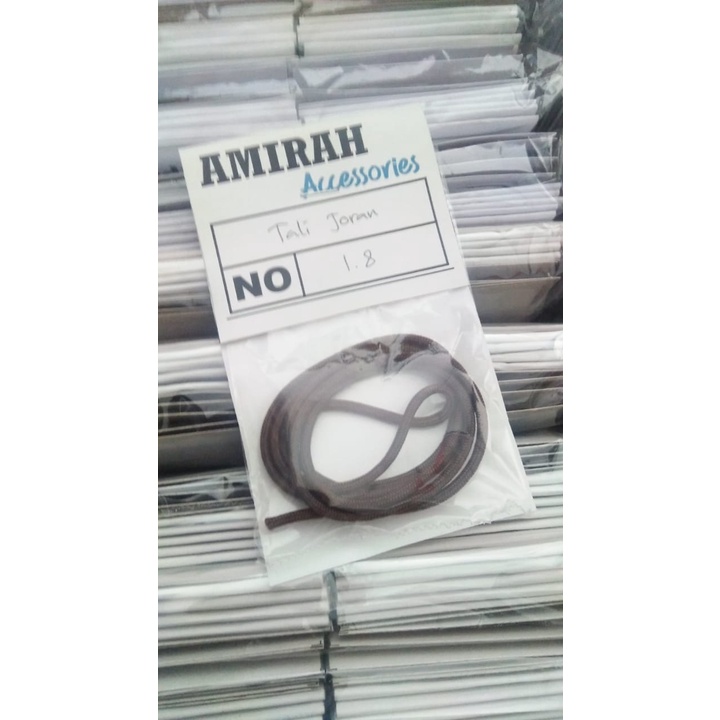 AMIRAH
Accessories
Tali Joran
NO 1.8